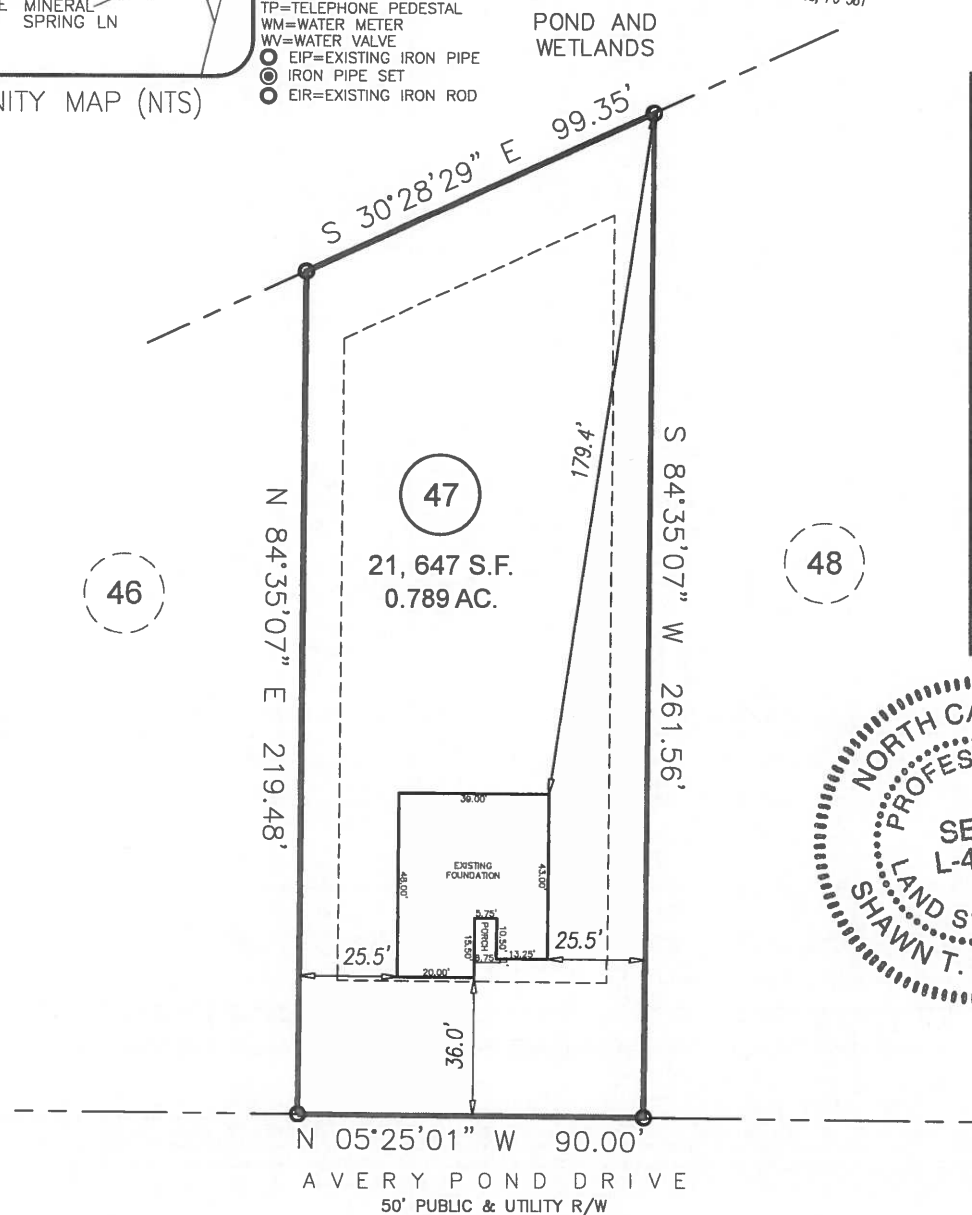 MINERAL
SPRING LN
NITY MAP (NTS)
TP=TELEPHONE PEDESTAL
WM=WATER METER
WV=WATER VALVE
EIP=EXISTING IRON PIPE
IRON PIPE SET
EIR=EXISTING IRON ROD
POND AND
WETLANDS
S 30°28'29" E 99.35'
179.4'
47
21, 647 S.F.
0.789 AC.
46
48
N 84°35'07" E 219.48'
S 84°35'07" W 261.56'
39.00'
EXISTING
FOUNDATION
48.00'
43.00'
5.75'
PORCH
15.50'
10.50'
13.25'
20.00'
25.5'
25.5'
36.0'
NORTH CA
PROFES
SE
L-4
LAND S
SHAWN T.
N 05°25'01" W 90.00'
AVERY POND DRIVE
50' PUBLIC & UTILITY R/W